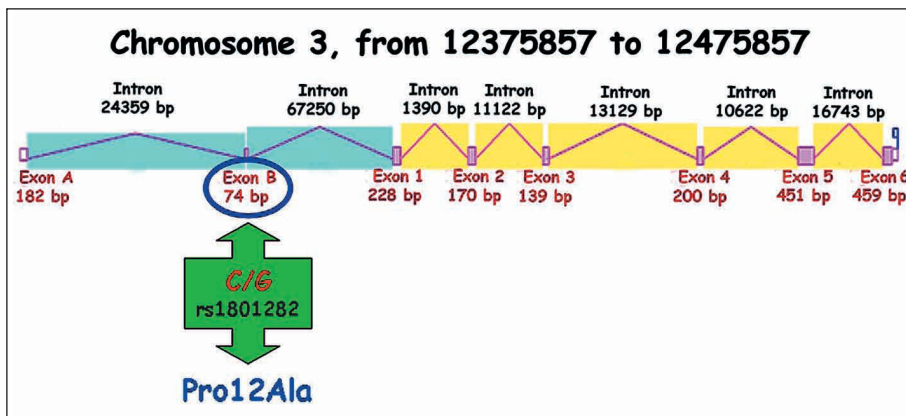 Chromosome 3, from 12375857 to 12475857
Intron
24359 bp
Intron
67250 bp
Intron
1390 bp
Intron
11122 bp
Intron
13129 bp
Intron
10622 bp
Intron
16743 bp
Exon A
182 bp
Exon B
74 bp
Exon 1
228 bp
Exon 2
170 bp
Exon 3
139 bp
Exon 4
200 bp
Exon 5
451 bp
Exon 6
459 bp
C/G
rs1801282
Pro12Ala